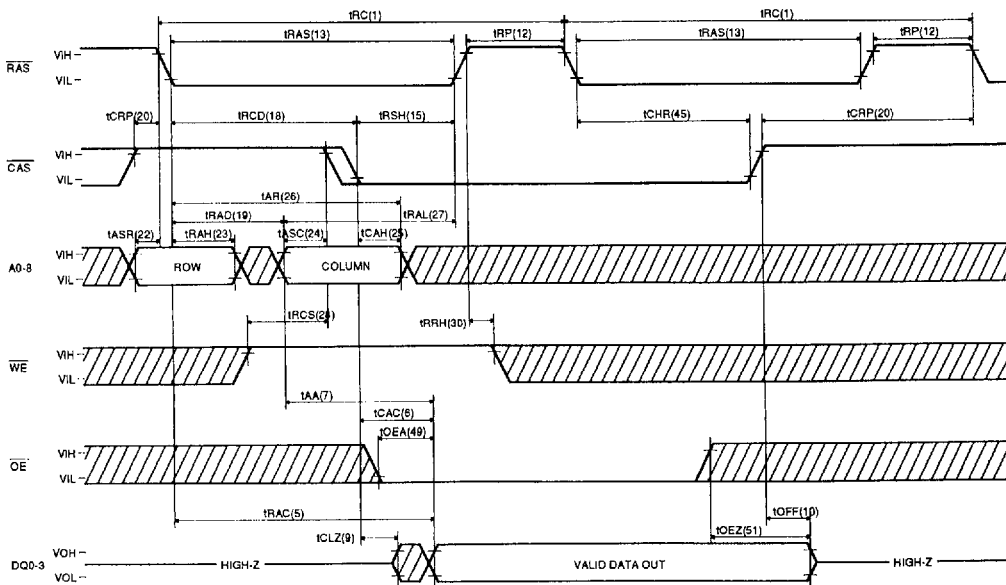 tRC(1) tRC(1)
tRAS(13) tRP(12) tRAS(13) tRP(12)
RAS VIH
VIL
tCRP(20) tRCD(18) tRSH(15) tCHR(45) tCRP(20)
CAS VIH
VIL
tAR(26)
tRAD(19) tRAL(27)
tASR(22) tRAH(23) tASC(24) tCAH(25)
A0-8 VIH
VIL
ROW COLUMN
tRCS(28) tRRH(30)
WE VIH
VIL
tAA(7)
tCAC(6)
tOEA(49)
OE VIH
VIL
tRAC(5) tOFF(10)
tCLZ(9) tOEZ(51)
DQ0-3 VOH
VOL
HIGH-Z VALID DATA OUT HIGH-Z